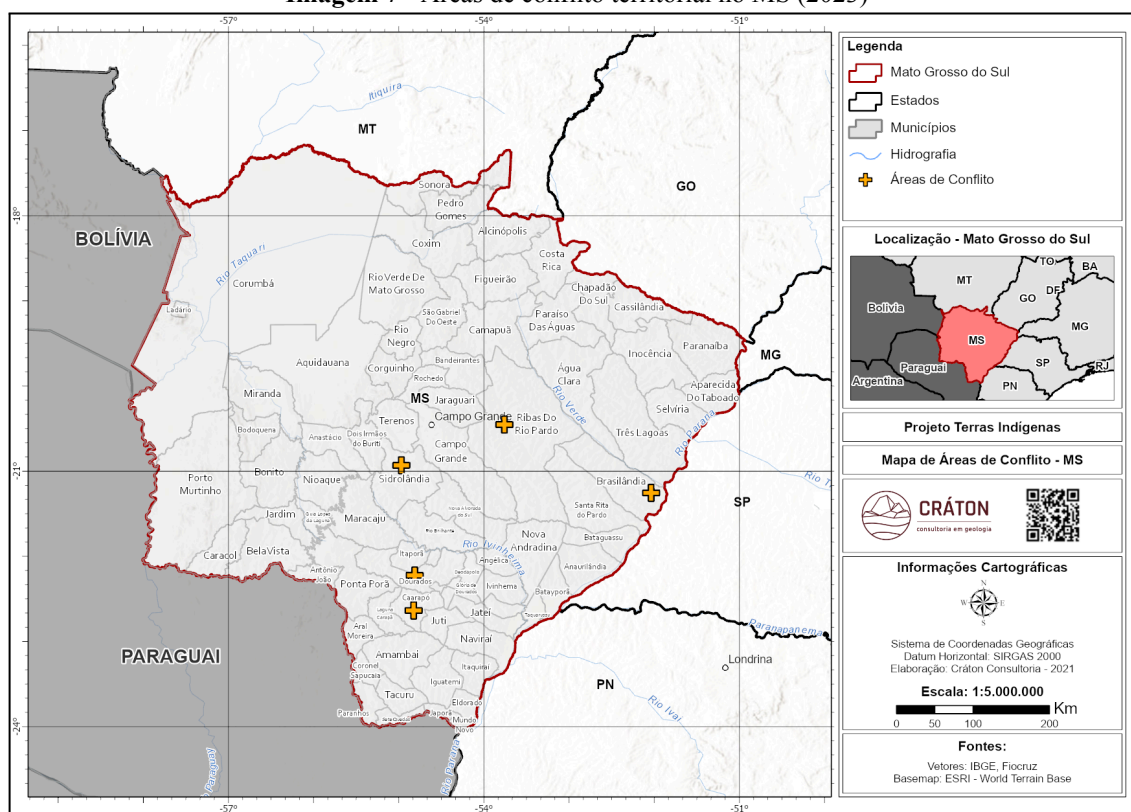 Imagem 7 - Áreas de conflito territorial no MS (2023)
-57°
-54°
-51°
-18°
-21°
-24°
-57°
-54°
-51°
-18°
-21°
-24°
MT
GO
MG
SP
PN
MS
BOLÍVIA
PARAGUAI
Itiquira
Rio Taquari
Rio Verde
Rio Paraná
Rio Ivinheima
Paranapanema
Rio Ivaí
Rio Paraná
Paraguay
Rio Ti
Londrina
Sonora
Pedro
Gomes
Alcinópolis
Coxim
Costa
Rica
Corumbá
Ladário
Rio Verde De
Mato Grosso
Figueirão
Chapadão
Do Sul
Cassilândia
São Gabriel
Do Oeste
Camapuã
Paraíso
Das Águas
Rio
Negro
Paranaíba
Inocência
Aquidauana
Corguinho
Bandeirantes
Água
Clara
Rochedo
Aparecida
Do Taboado
Miranda
Jaraguari
Selvíria
Terenos
Campo Grande
Ribas Do
Rio Pardo
Bodoquena
Anastácio
Dois Irmãos
do Buriti
Campo
Grande
Três Lagoas
Porto
Murtinho
Bonito
Nioaque
Sidrolândia
Brasilândia
Santa Rita
do Pardo
Jardim
Maracaju
Rio Brilhante
Nova
Andradina
Bataguassu
Caracol
BelaVista
Itaporã
Angélica
Anaurilândia
Antônio
João
Ponta Porã
Dourados
Ivinhema
Batayporã
Caarapó
Juti
Jateí
Aral
Moreira
Naviraí
Amambai
Coronel
Sapucaia
Itaquiraí
Iguatemi
Tacuru
Eldorado
Paranhos
Japorã
Mundo
Novo
Legenda
Mato Grosso do Sul
Estados
Municípios
Hidrografia
Áreas de Conflito
Localização - Mato Grosso do Sul
TO
BA
MT
DF
GO
Bolívia
MG
MS
SP
RJ
Paraguai
PN
Argentina
Projeto Terras Indígenas
Mapa de Áreas de Conflito - MS
CRÁTON
consultoria em geologia
Informações Cartográficas
N
W
E
S
Sistema de Coordenadas Geográficas
Datum Horizontal: SIRGAS 2000
Elaboração: Cráton Consultoria - 2021
Escala: 1:5.000.000
Km
0 50 100 200
Fontes:
Vetores: IBGE, Fiocruz
Basemap: ESRI - World Terrain Base